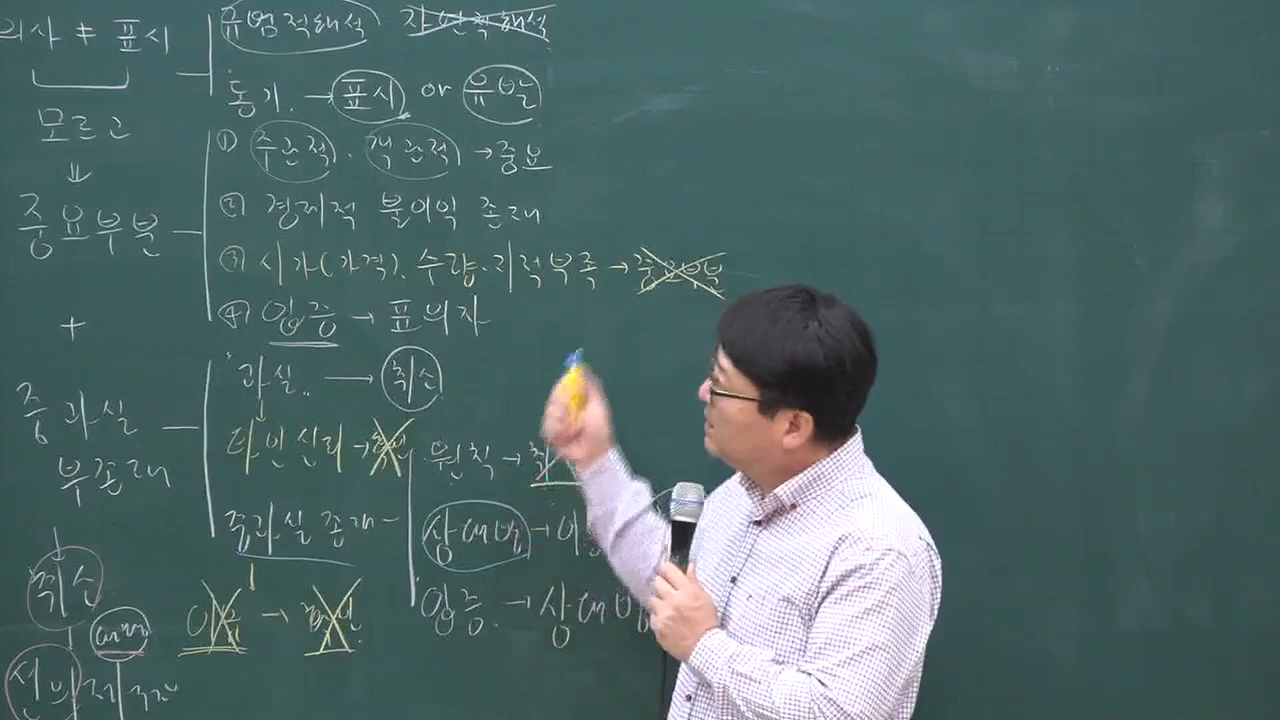 의사 ≠ 표시
모르고
⇓
중요부분
+
중과실
부존재
↓
취소
선의
규범적해석 자연적해석
동기. → 표시 or 유발
① 주관적. 객관적 → 중요
② 경제적 불이익 존재
③ 시가(가격). 수량. 지적부족 → 중요부분
④ 입증 → 표의자
과실.. → 취소
↓
중과실 존재 -
↓
원칙 →
상대방 →
입증. → 상대방